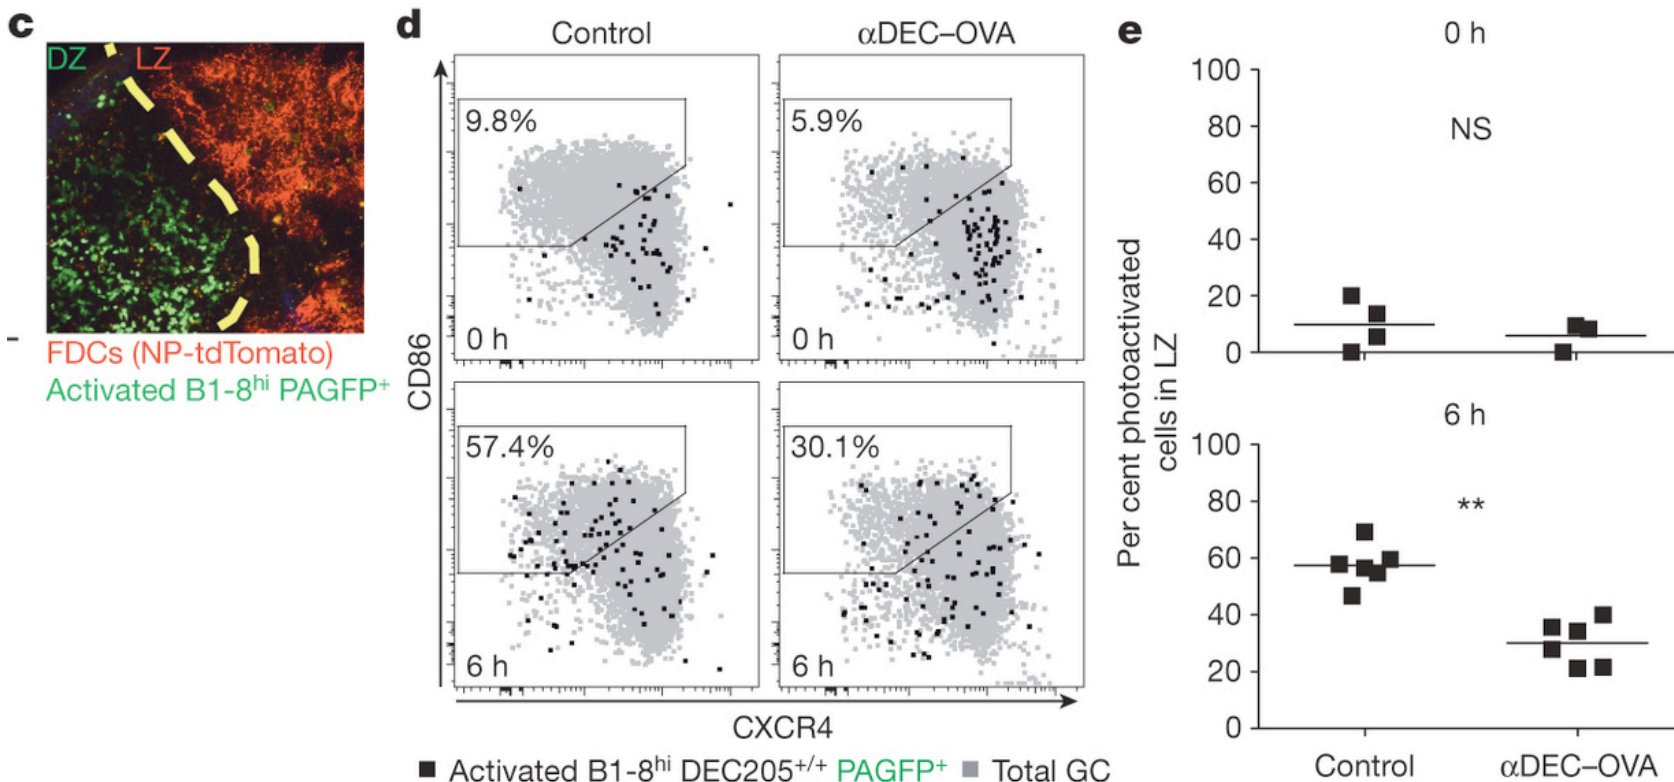 c
DZ LZ
FDCs (NP-tdTomato)
Activated B1-8hi PAGFP+
d
Control
αDEC–OVA
9.8%
0 h
5.9%
0 h
57.4%
6 h
30.1%
6 h
CD86
CXCR4
■ Activated B1-8hi DEC205+/+ PAGFP+ ■ Total GC
e
0 h
100
80
60
40
20
0
NS
Per cent photoactivated
cells in LZ
6 h
100
80
60
40
20
0
**
Control
αDEC–OVA